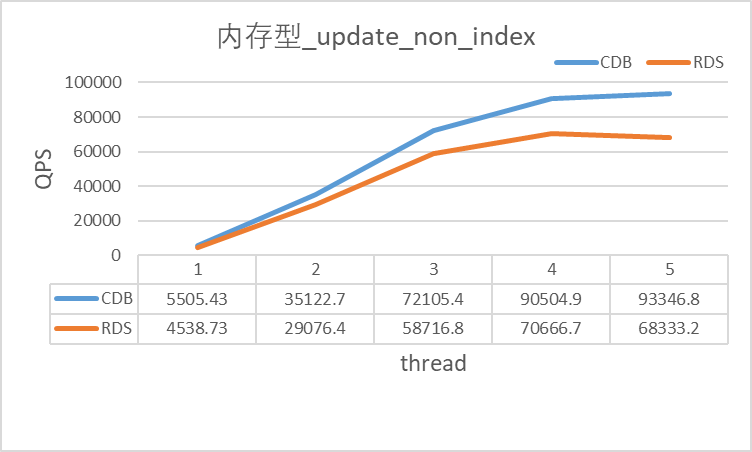 内存型_update_non_index
CDB RDS
100000
80000
60000
40000
20000
0
QPS
1 2 3 4 5
CDB 5505.43 35122.7 72105.4 90504.9 93346.8
RDS 4538.73 29076.4 58716.8 70666.7 68333.2
thread